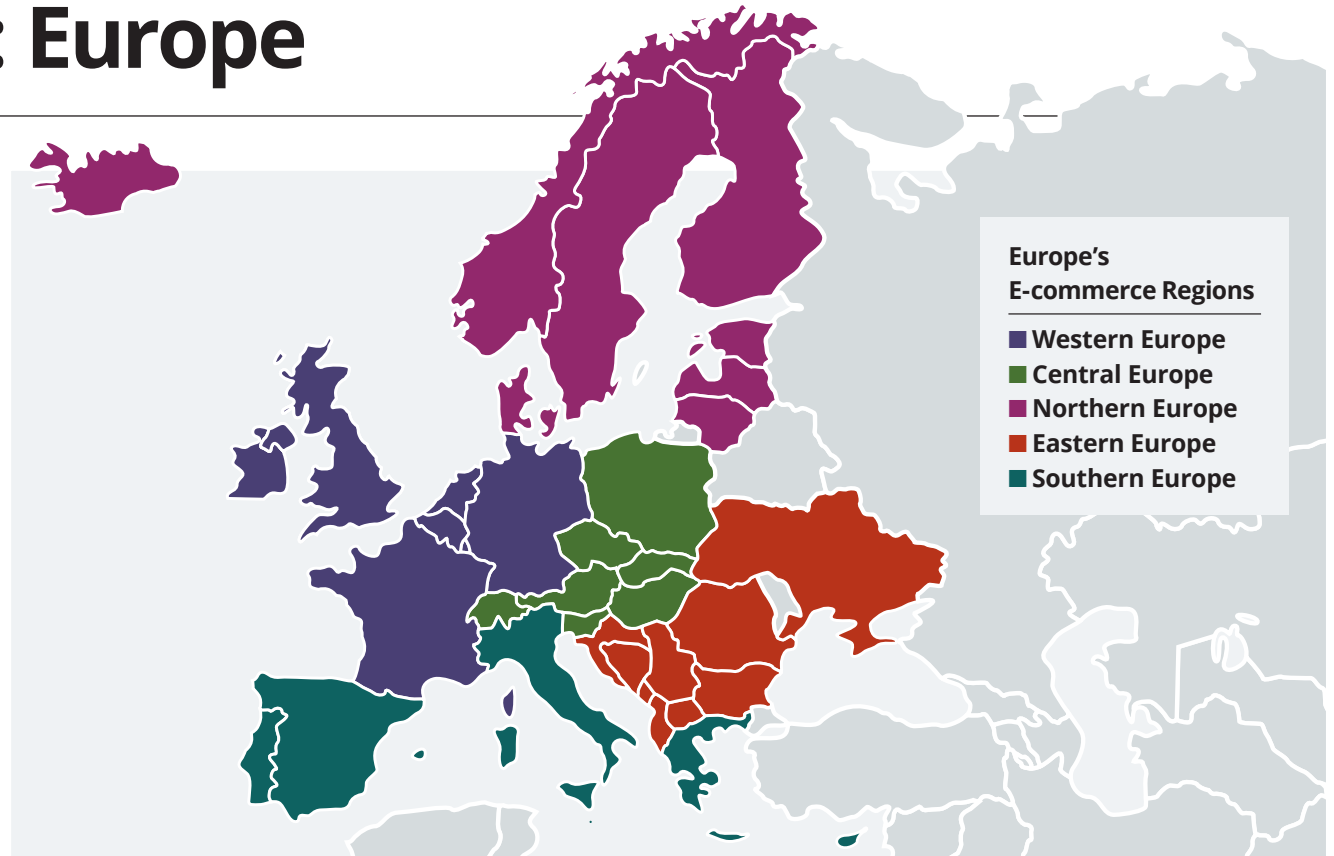 : Europe
Europe's
E-commerce Regions
Western Europe
Central Europe
Northern Europe
Eastern Europe
Southern Europe